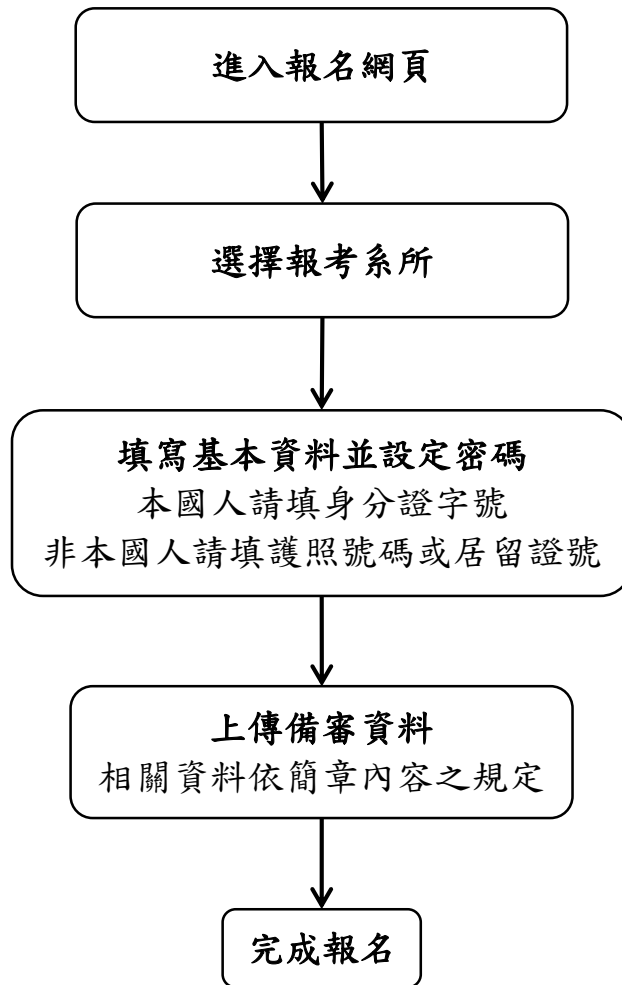 進入報名網頁
選擇報考系所
填寫基本資料並設定密碼
本國人請填身分證字號
非本國人請填護照號碼或居留證號
上傳備審資料
相關資料依簡章內容之規定
完成報名